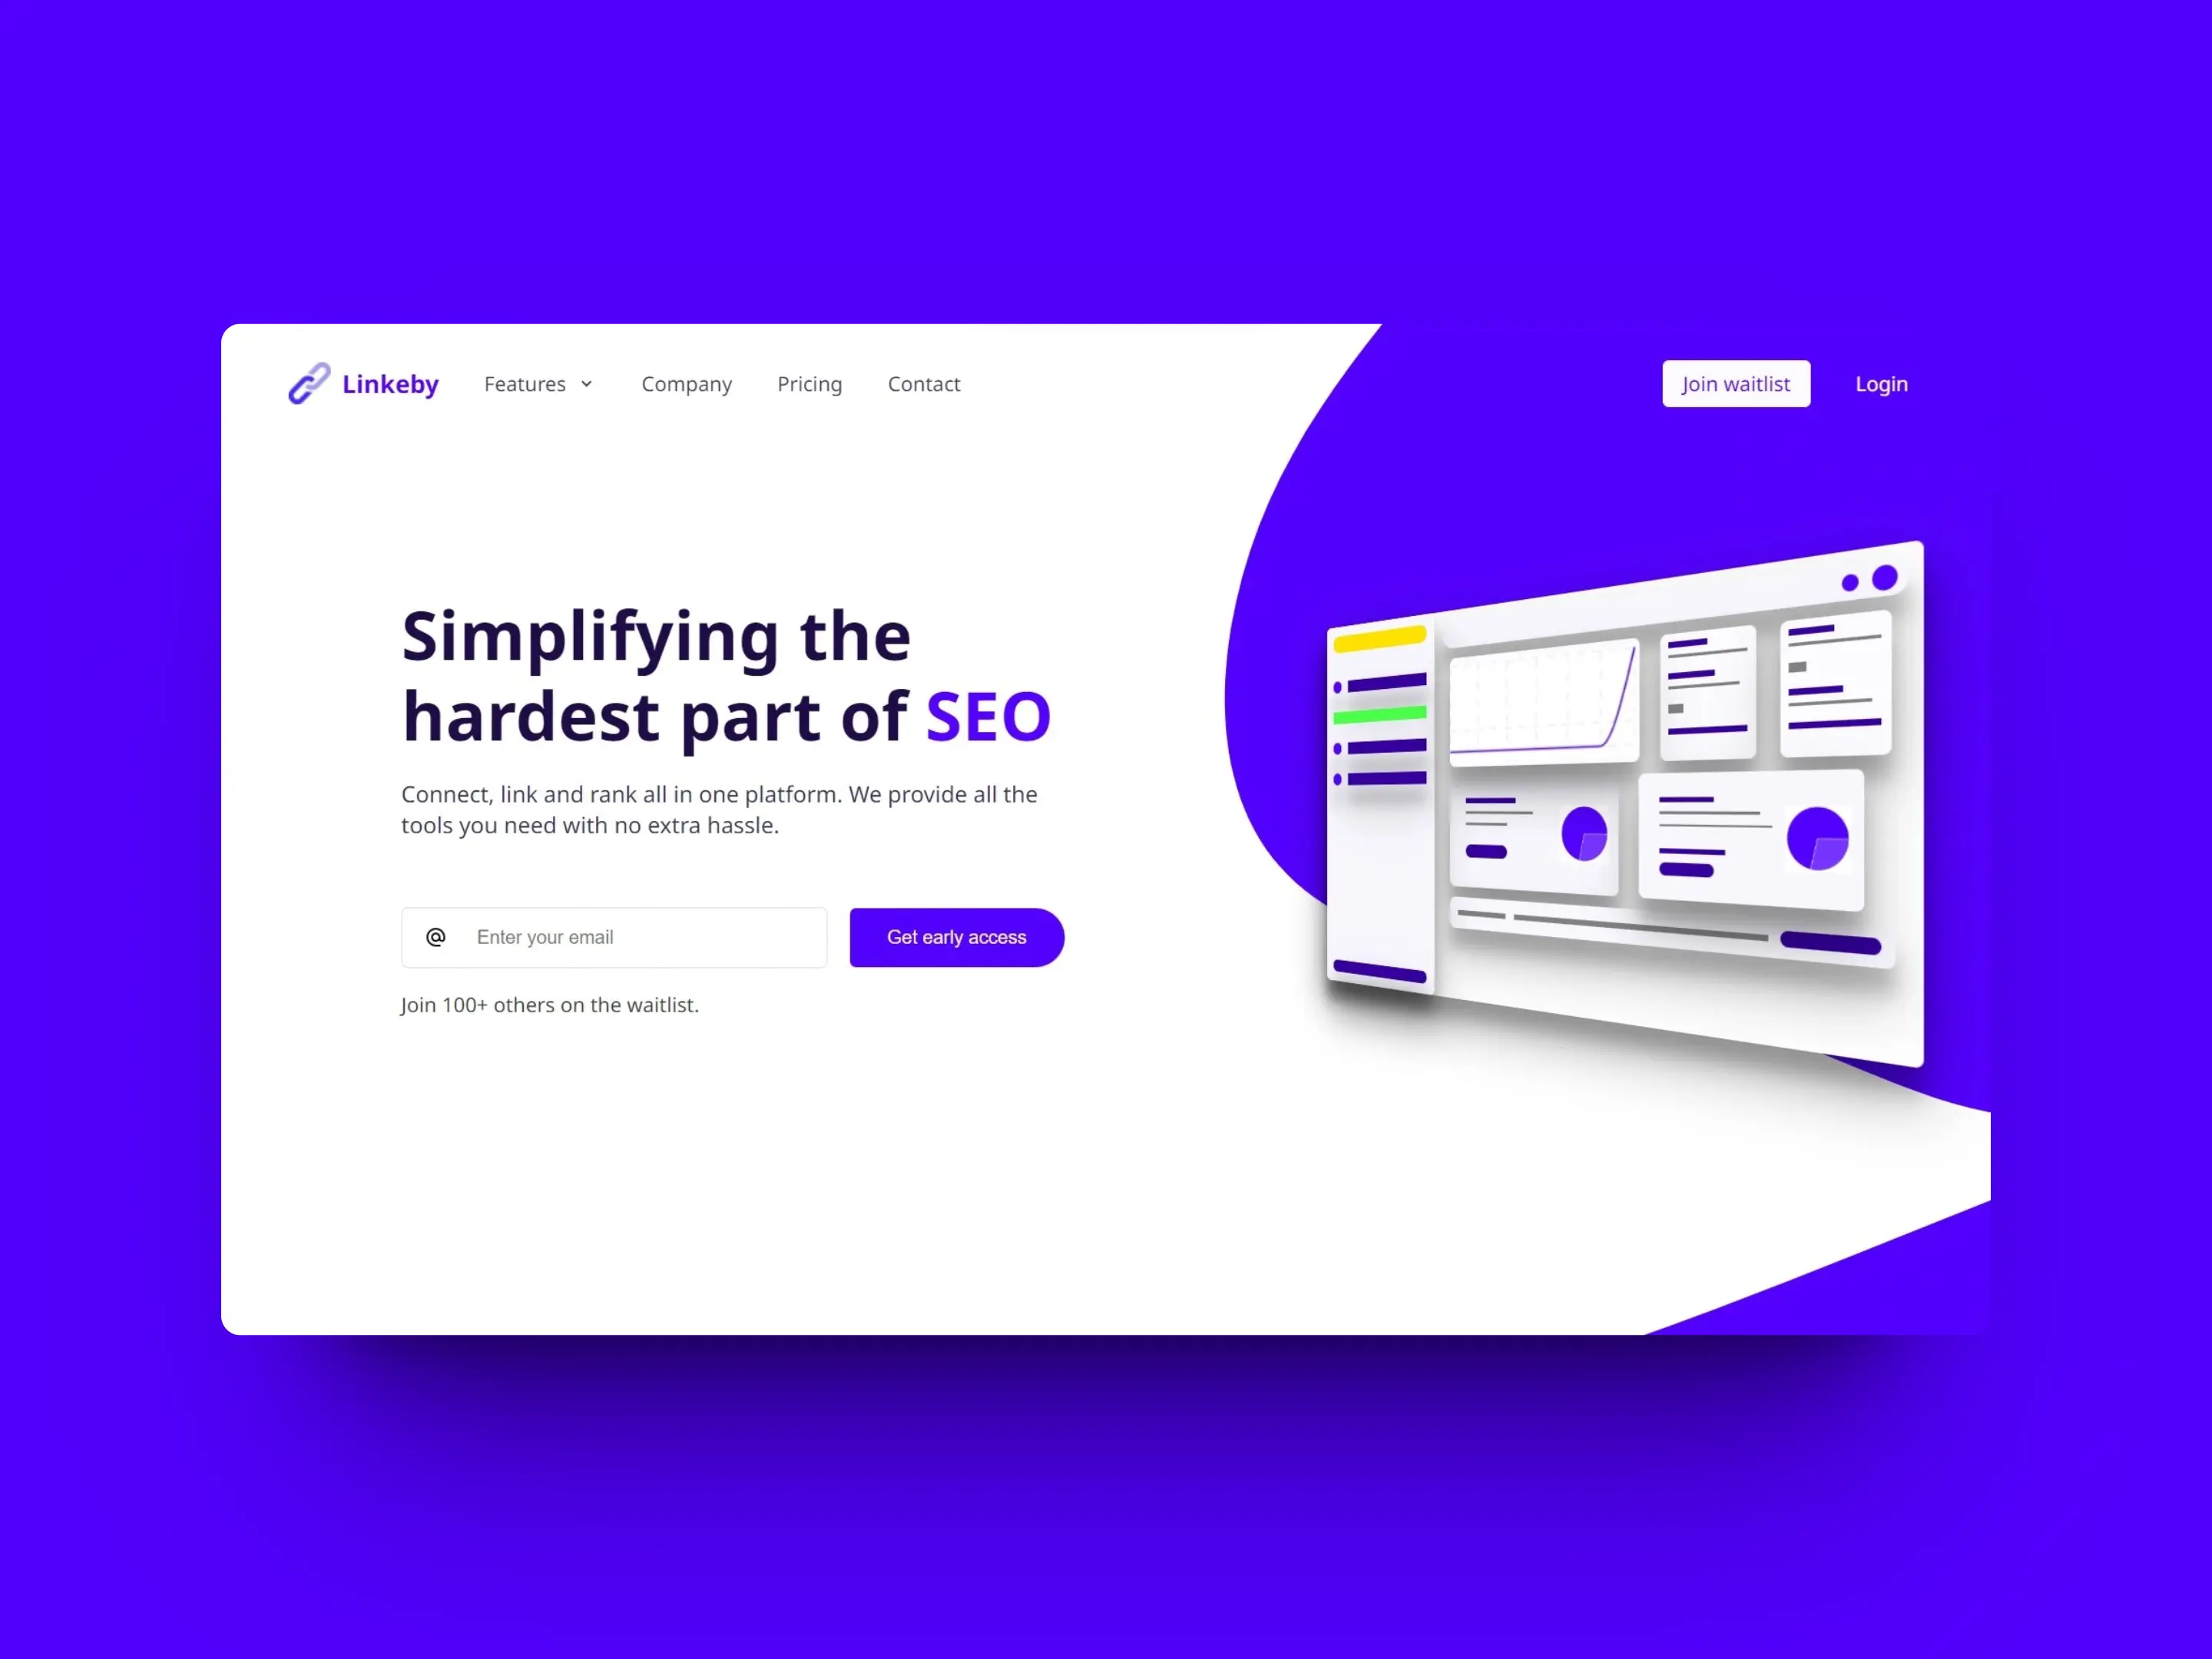 Linkeby
Features
Company
Pricing
Contact
Join waitlist
Login
Simplifying the
hardest part of SEO
Connect, link and rank all in one platform. We provide all the
tools you need with no extra hassle.
@ Enter your email
Get early access
Join 100+ others on the waitlist.